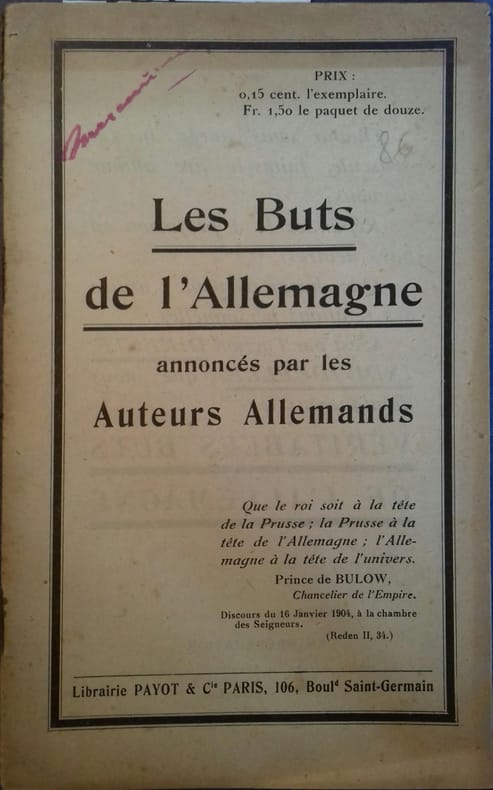 PRIX :
0,15 cent. l'exemplaire.
Fr. 1,50 le paquet de douze.
86
Les Buts
de l'Allemagne
annoncés par les
Auteurs Allemands
Que le roi soit à la tête
de la Prusse ; la Prusse à la
tête de l'Allemagne ; l'Alle-
magne à la tête de l'univers.
Prince de BULOW,
Chancelier de l'Empire.
Discours du 16 Janvier 1904, à la chambre
des Seigneurs.
(Reden II, 34.)
Librairie PAYOT & Cie PARIS, 106, Bould Saint-Germain